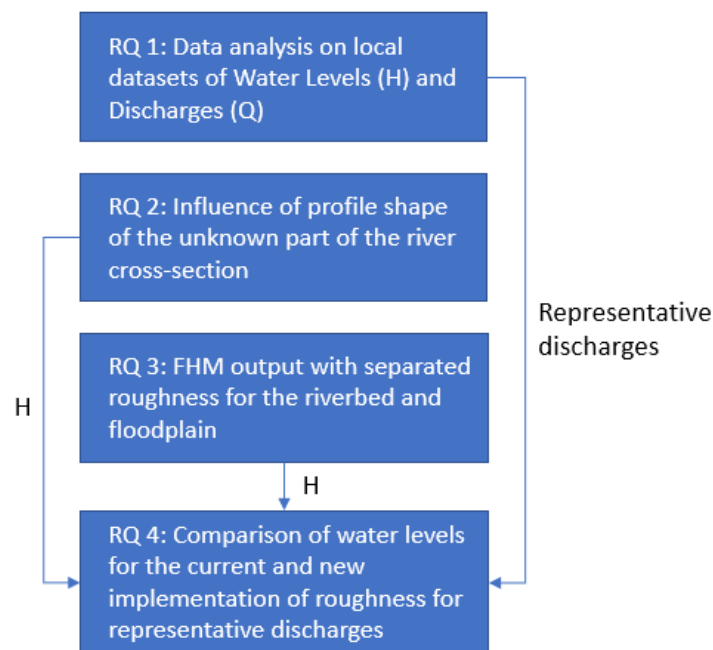 RQ 1: Data analysis on local
datasets of Water Levels (H) and
Discharges (Q)
RQ 2: Influence of profile shape
of the unknown part of the river
cross-section
Representative
discharges
RQ 3: FHM output with separated
roughness for the riverbed and
floodplain
H
H
RQ 4: Comparison of water levels
for the current and new
implementation of roughness for
representative discharges